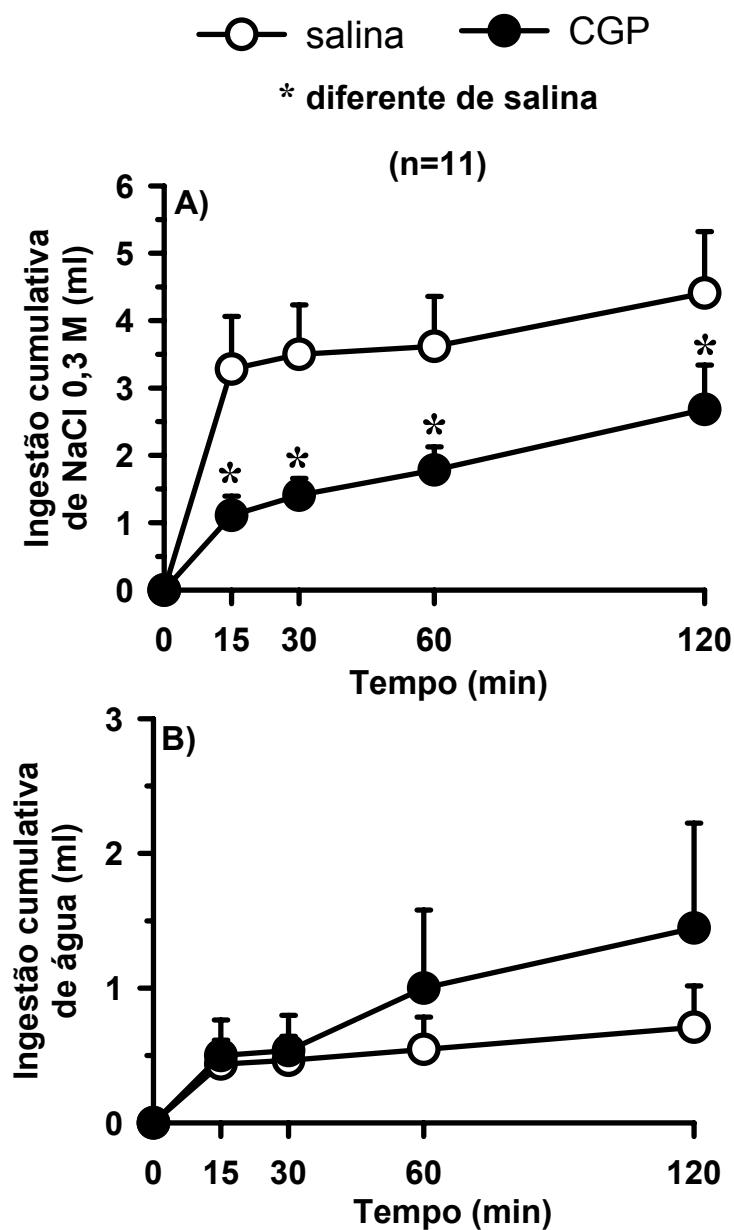 salina CGP
* diferente de salina
(n=11)
A)
Ingestão cumulativa
de NaCl 0,3 M (ml)
6
5
4
3
2
1
0
* * * *
0 15 30 60 120
Tempo (min)
B)
Ingestão cumulativa
de água (ml)
3
2
1
0
0 15 30 60 120
Tempo (min)